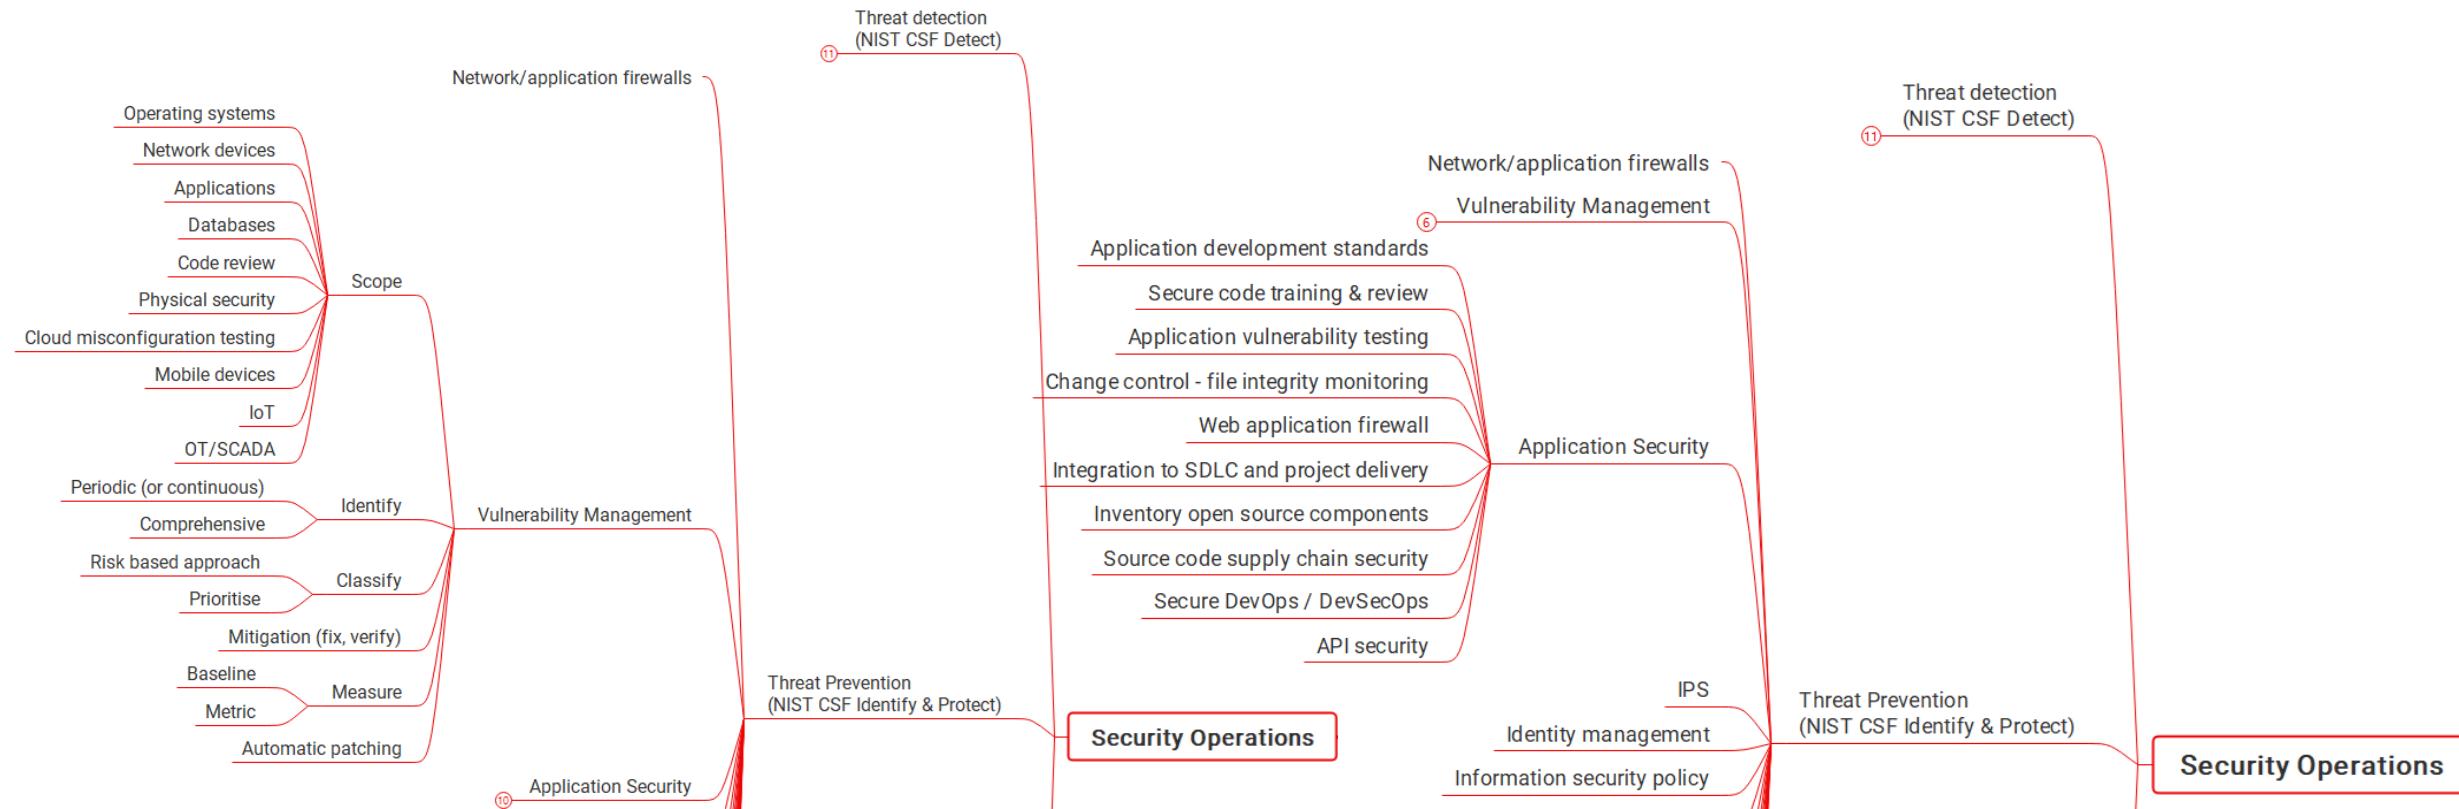 Threat detection
(NIST CSF Detect)
11
Network/application firewalls
Operating systems
Network devices
Applications
Databases
Code review
Physical security
Cloud misconfiguration testing
Mobile devices
IoT
OT/SCADA
Scope
Periodic (or continuous)
Comprehensive
Identify
Risk based approach
Prioritise
Classify
Mitigation (fix, verify)
Baseline
Metric
Measure
Automatic patching
Vulnerability Management
10
Application Security
Threat Prevention
(NIST CSF Identify & Protect)
Security Operations
Threat detection
(NIST CSF Detect)
11
Network/application firewalls
Vulnerability Management
6
Application development standards
Secure code training & review
Application vulnerability testing
Change control - file integrity monitoring
Web application firewall
Integration to SDLC and project delivery
Inventory open source components
Source code supply chain security
Secure DevOps / DevSecOps
API security
Application Security
IPS
Identity management
Information security policy
Threat Prevention
(NIST CSF Identify & Protect)
Security Operations